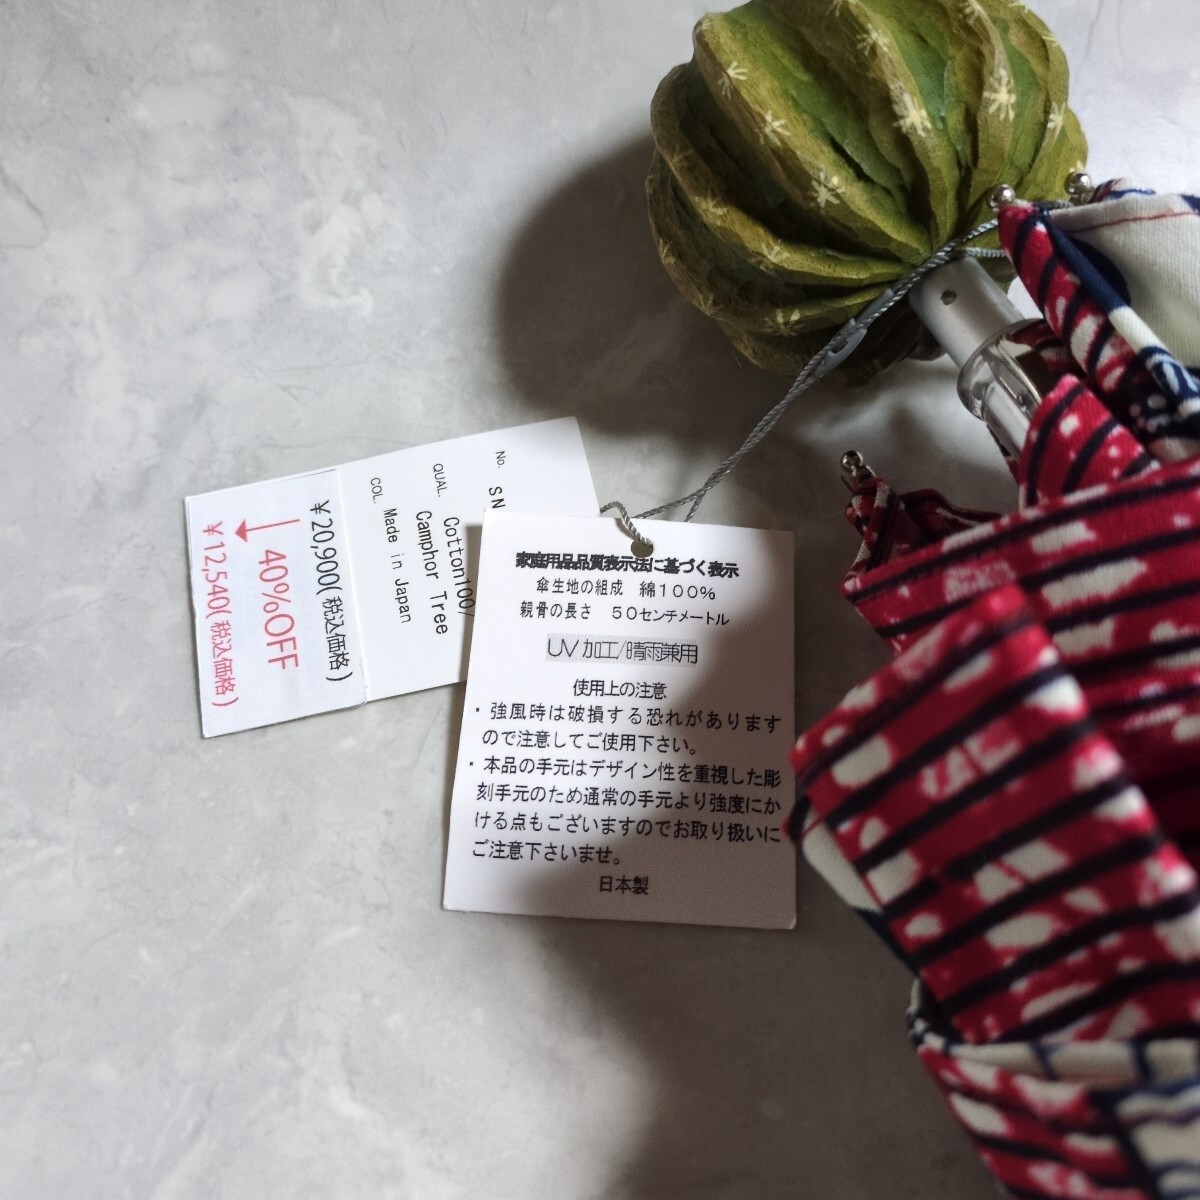 ¥20,900(税込価格)
40%OFF
¥12,540(税込価格)
No. SN
QUAL. Cotton100/
Camphor Tree
COL. Made in Japan
家庭用品品質表示法に基づく表示
傘生地の組成 綿100%
親骨の長さ 50センチメートル
UV加工/晴雨兼用
使用上の注意
・強風時は破損する恐れがあります
ので注意してご使用下さい。
・本品の手元はデザイン性を重視した彫
刻手元のため通常の手元より強度にか
ける点もございますのでお取り扱いに
ご注意下さいませ。
日本製